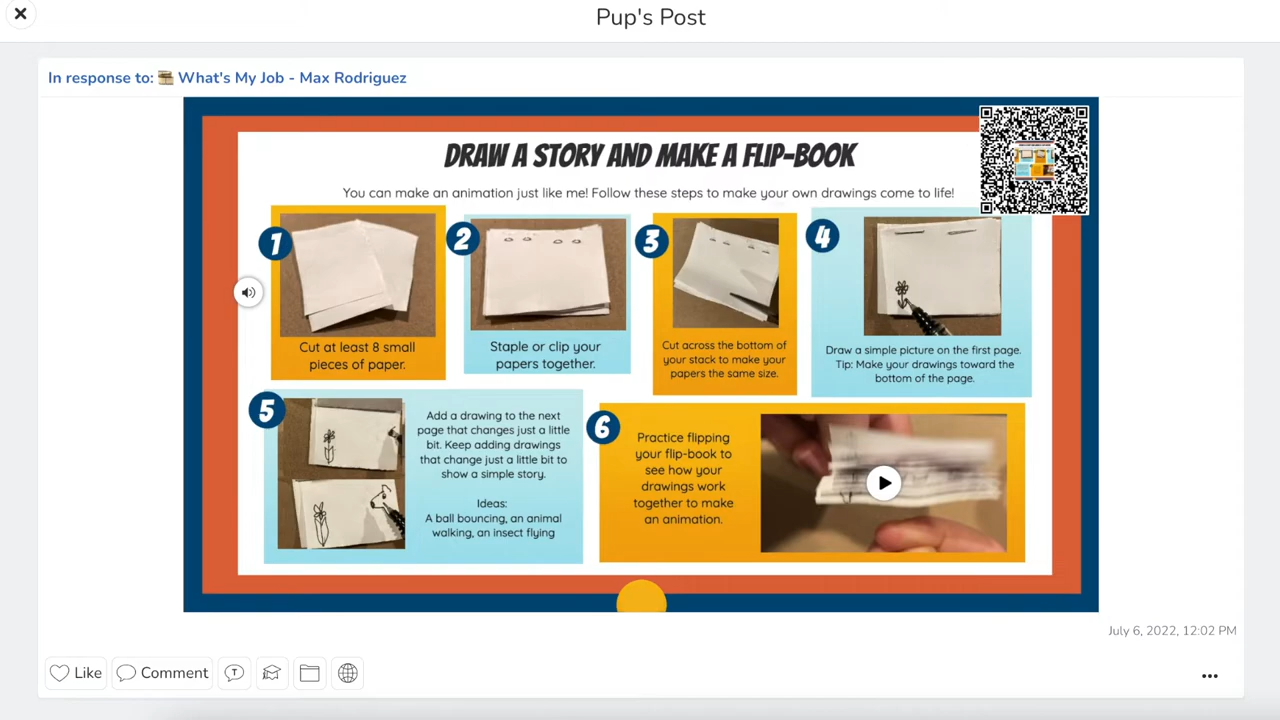 Pup's Post
In response to: What's My Job - Max Rodriguez
DRAW A STORY AND MAKE A FLIP-BOOK
You can make an animation just like me! Follow these steps to make your own drawings come to life!
1
Cut at least 8 small
pieces of paper.
2
Staple or clip your
papers together.
3
Cut across the bottom of
your stack to make your
papers the same size.
4
Draw a simple picture on the first page.
Tip: Make your drawings toward the
bottom of the page.
5
Add a drawing to the next
page that changes just a little
bit. Keep adding drawings
that change just a little bit to
show a simple story.
Ideas:
A ball bouncing, an animal
walking, an insect flying
6
Practice flipping
your flip-book to
see how your
drawings work
together to make
an animation.
July 6, 2022, 12:02 PM
Like
Comment
T